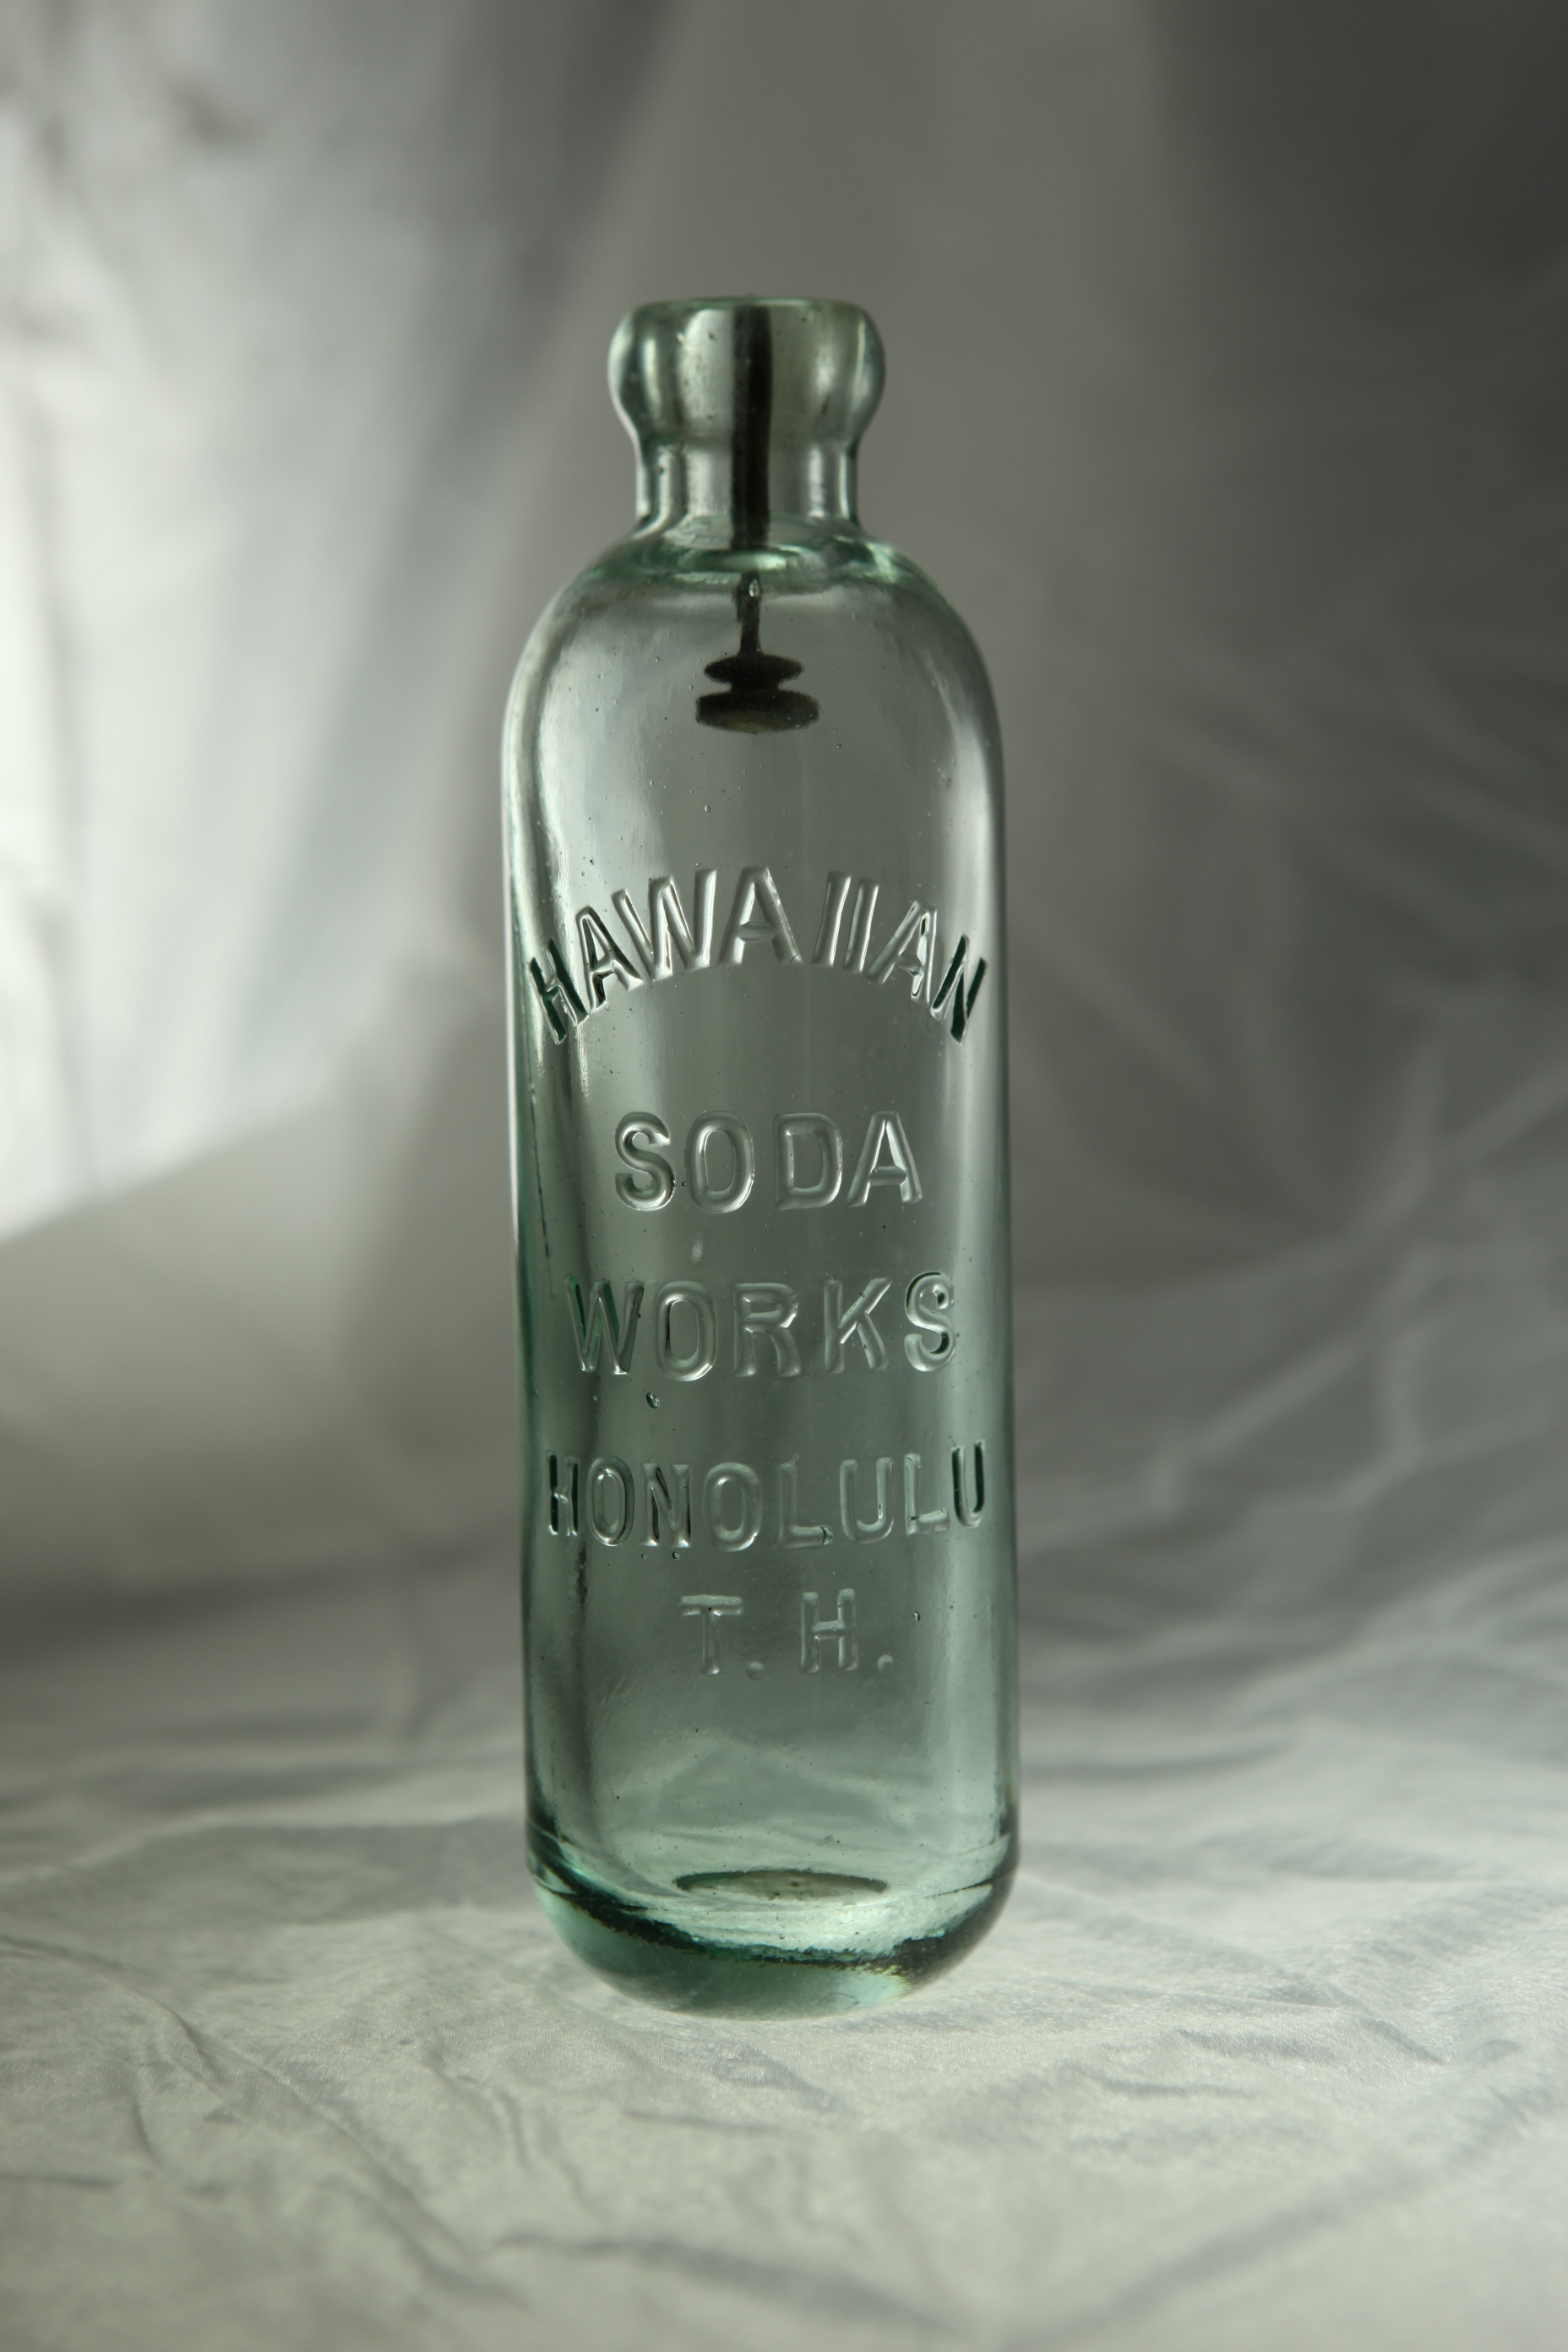 HAWAIIAN
SODA
WORKS
HONOLULU
T. H.